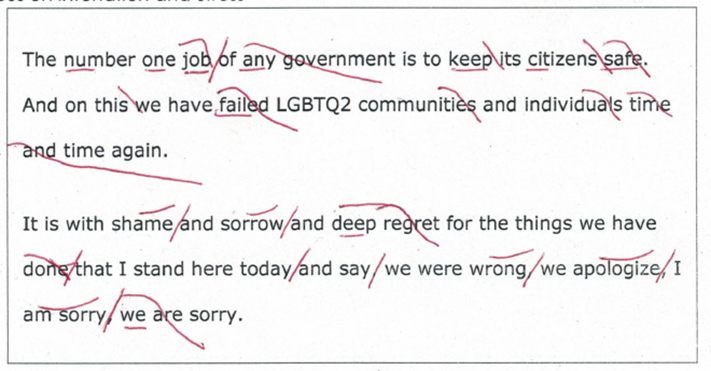 The number one job of any government is to keep its citizens safe.
And on this we have failed LGBTQ2 communities and individuals time
and time again.
It is with shame and sorrow and deep regret for the things we have
done that I stand here today and say, we were wrong, we apologize, I
am sorry, we are sorry.